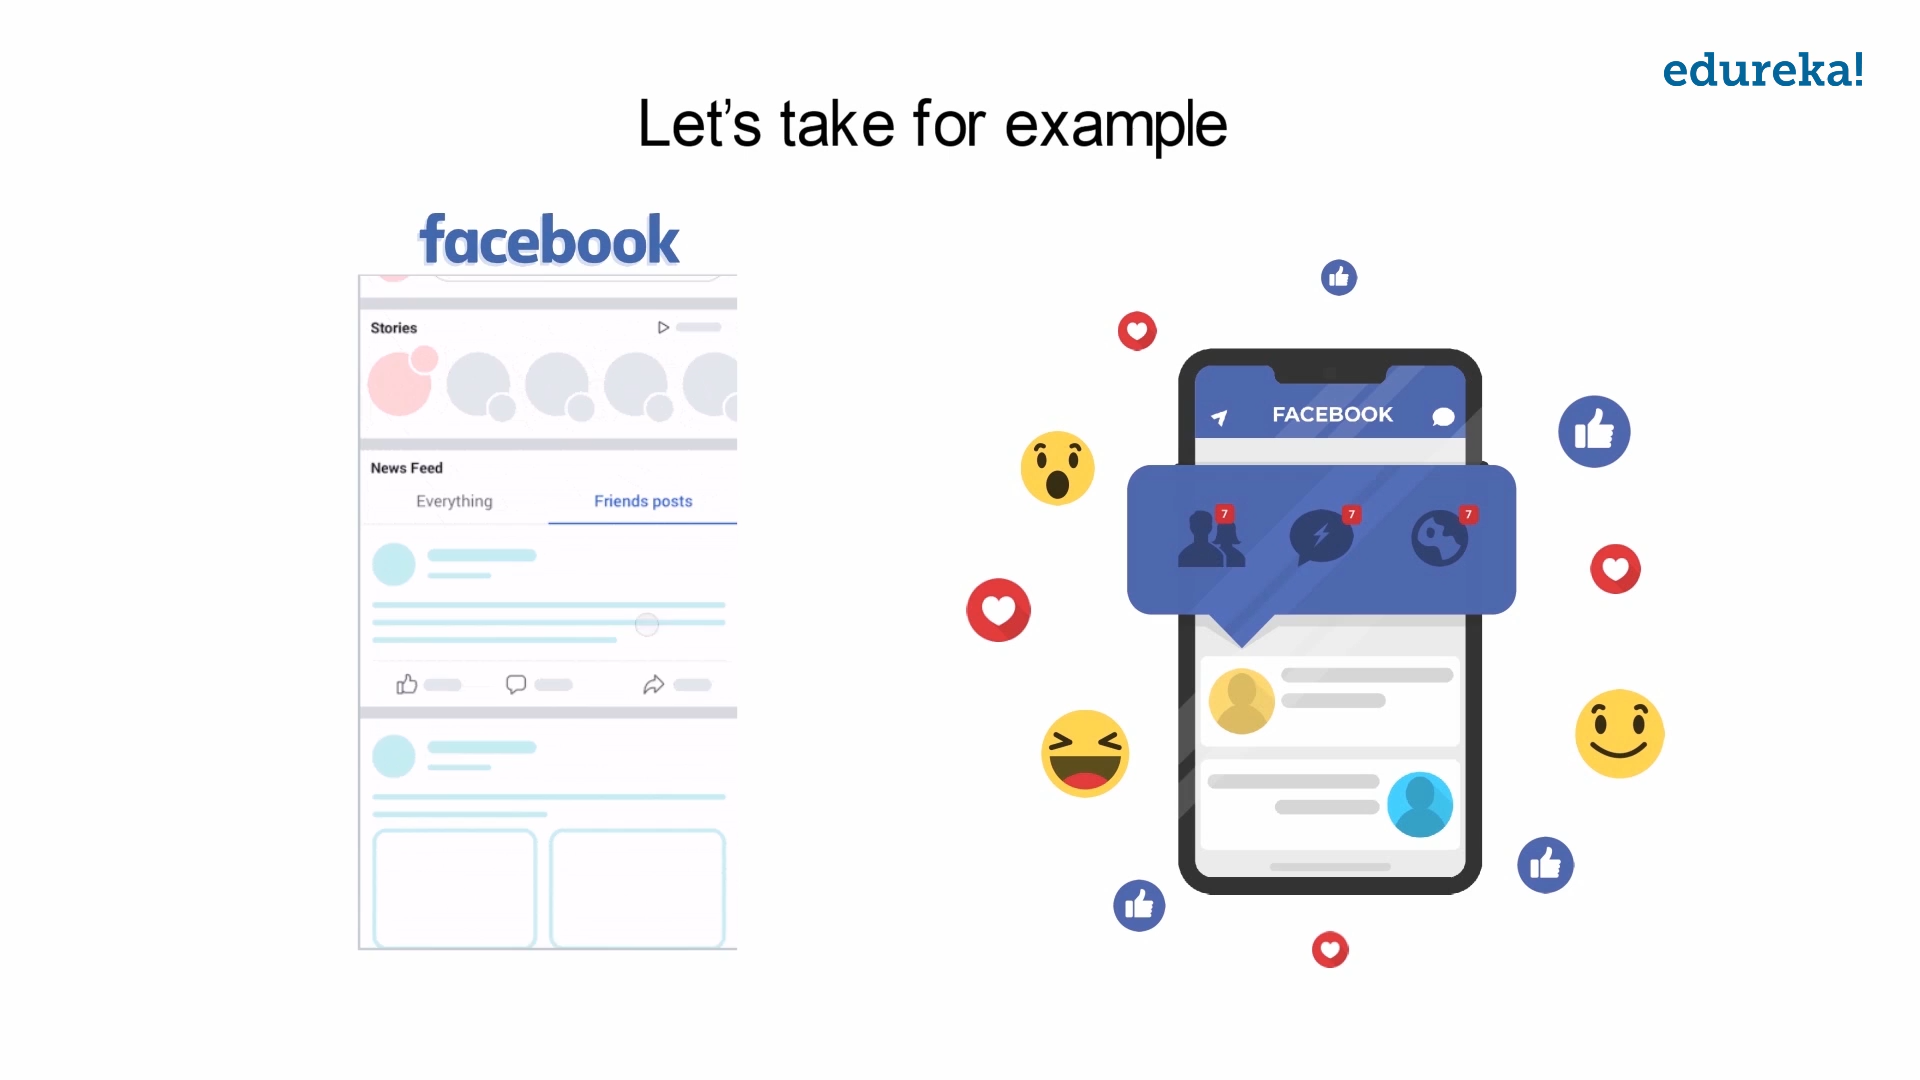 edureka!
Let's take for example
facebook
Stories
News Feed
Everything Friends posts
FACEBOOK
7 7 7